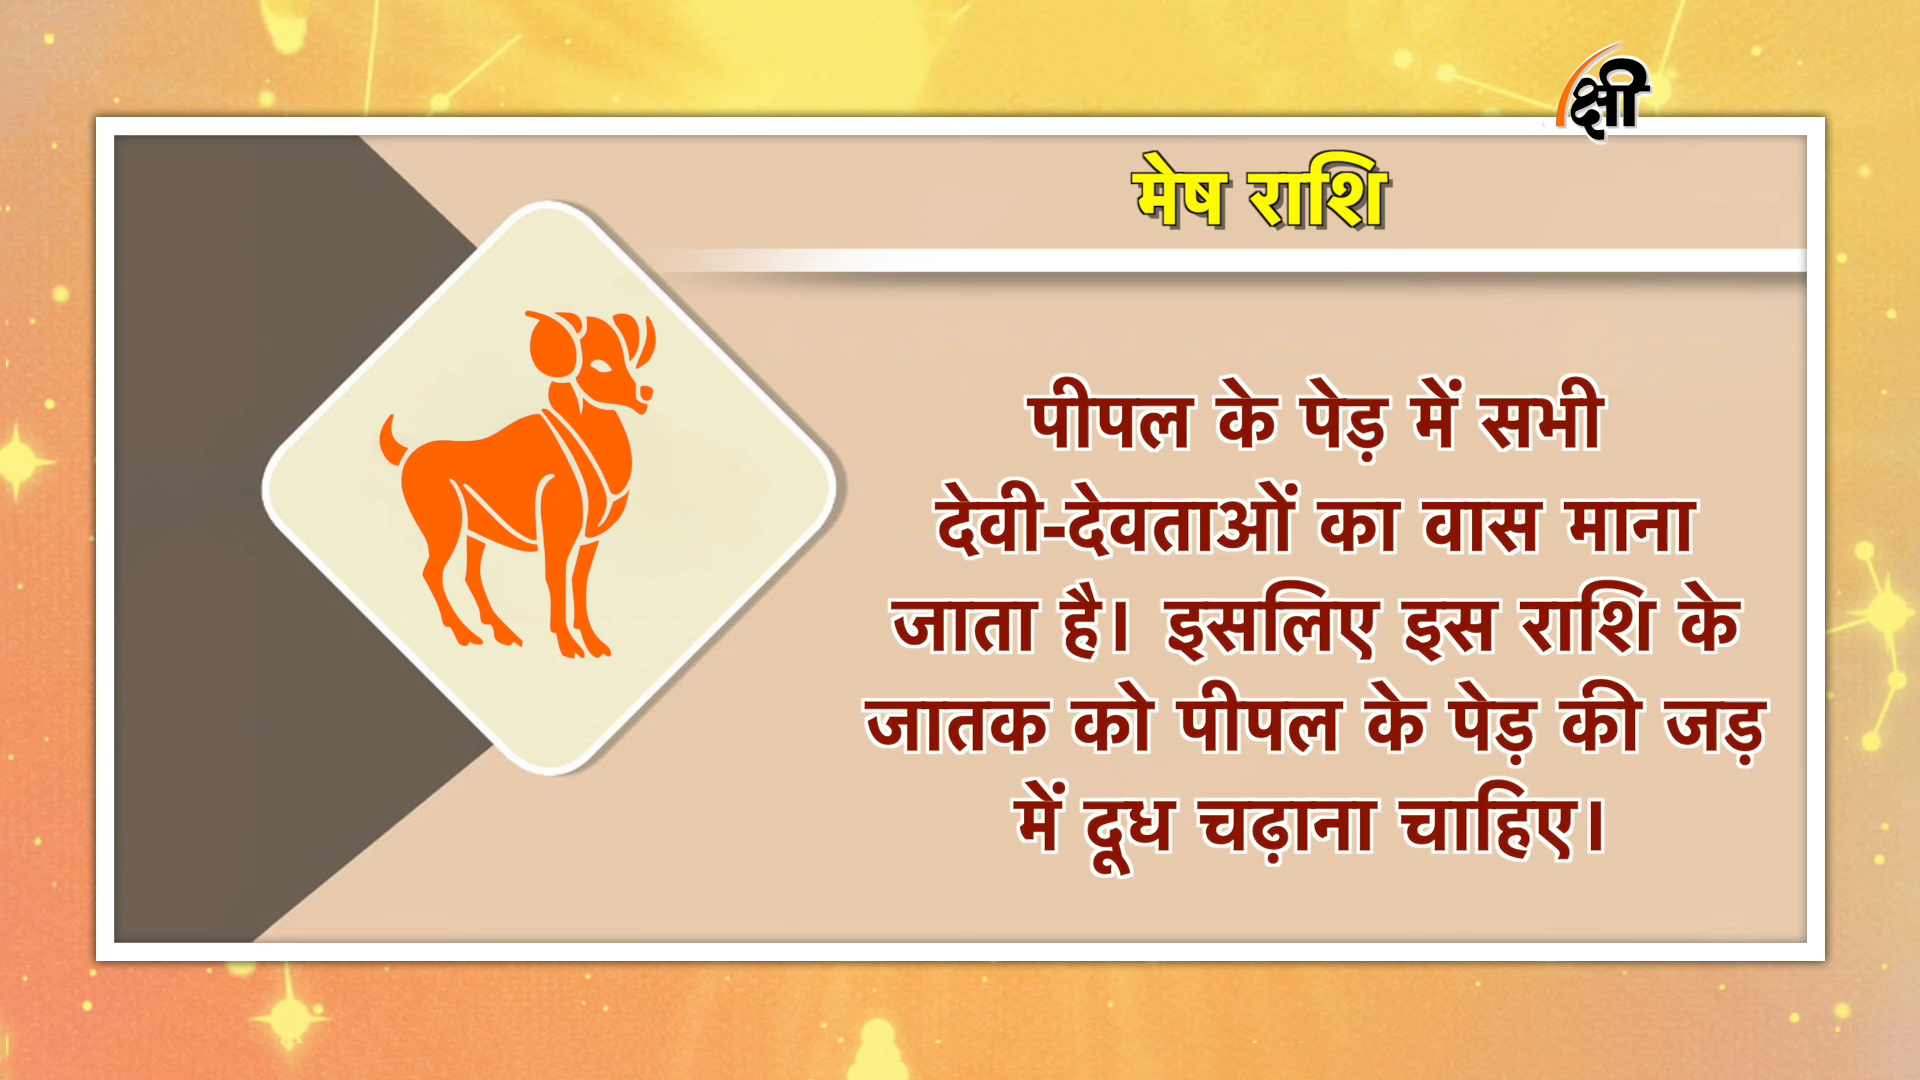 क्षी
मेष राशि
पीपल के पेड़ में सभी
देवी-देवताओं का वास माना
जाता है। इसलिए इस राशि के
जातक को पीपल के पेड़ की जड़
में दूध चढ़ाना चाहिए।